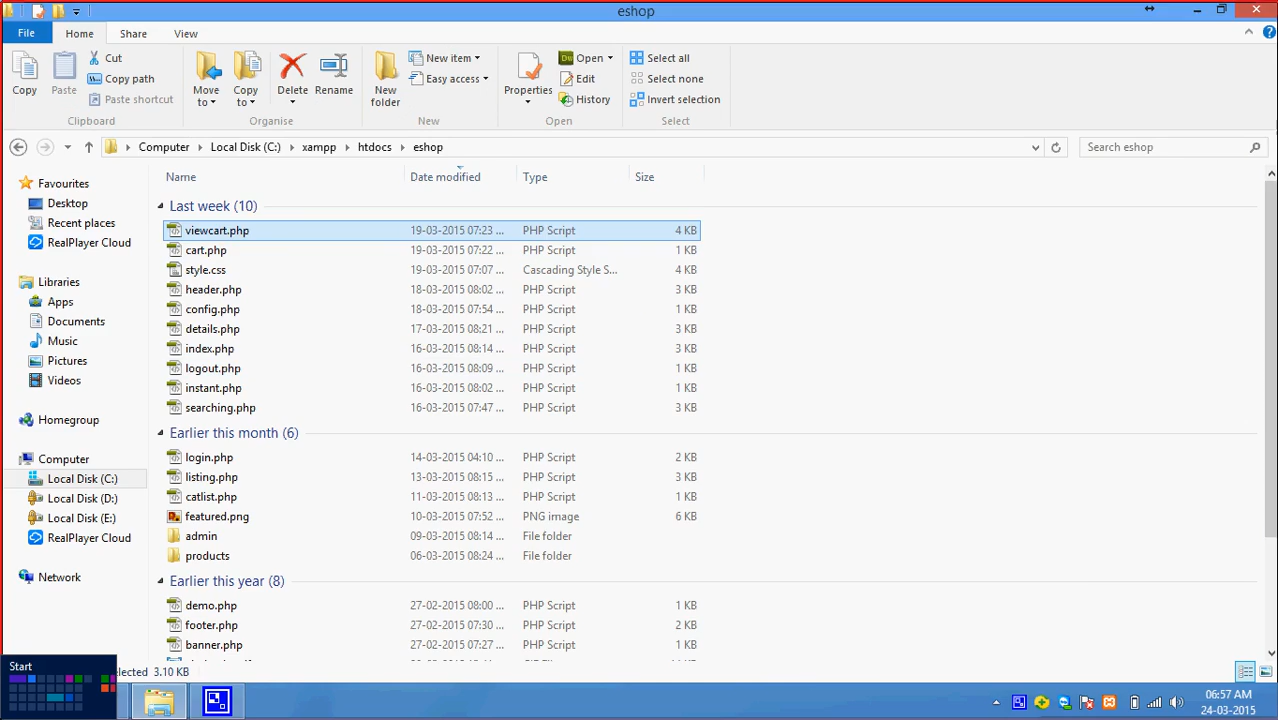 eshop
File Home Share View
Copy Paste Cut Copy path Paste shortcut Clipboard
Move to Copy to Delete Rename Organise
New folder New item Easy access New
Properties Open Edit History Open
Select all Select none Invert selection Select
Computer Local Disk (C:) xampp htdocs eshop Search eshop
Name Date modified Type Size
Favourites
Desktop
Recent places
RealPlayer Cloud
Libraries
Apps
Documents
Music
Pictures
Videos
Homegroup
Computer
Local Disk (C:)
Local Disk (D:)
Local Disk (E:)
RealPlayer Cloud
Network
Last week (10)
viewcart.php 19-03-2015 07:23 ... PHP Script 4 KB
cart.php 19-03-2015 07:22 ... PHP Script 1 KB
style.css 19-03-2015 07:07 ... Cascading Style S... 4 KB
header.php 18-03-2015 08:02 ... PHP Script 3 KB
config.php 18-03-2015 07:54 ... PHP Script 1 KB
details.php 17-03-2015 08:21 ... PHP Script 3 KB
index.php 16-03-2015 08:14 ... PHP Script 3 KB
logout.php 16-03-2015 08:09 ... PHP Script 1 KB
instant.php 16-03-2015 08:02 ... PHP Script 1 KB
searching.php 16-03-2015 07:47 ... PHP Script 3 KB
Earlier this month (6)
login.php 14-03-2015 04:10 ... PHP Script 2 KB
listing.php 13-03-2015 08:15 ... PHP Script 3 KB
catlist.php 11-03-2015 08:13 ... PHP Script 1 KB
featured.png 10-03-2015 07:52 ... PNG image 6 KB
admin 09-03-2015 08:14 ... File folder
products 06-03-2015 08:24 ... File folder
Earlier this year (8)
demo.php 27-02-2015 08:00 ... PHP Script 1 KB
footer.php 27-02-2015 07:30 ... PHP Script 2 KB
banner.php 27-02-2015 07:27 ... PHP Script 1 KB
Start
elected 3.10 KB
06:57 AM
24-03-2015